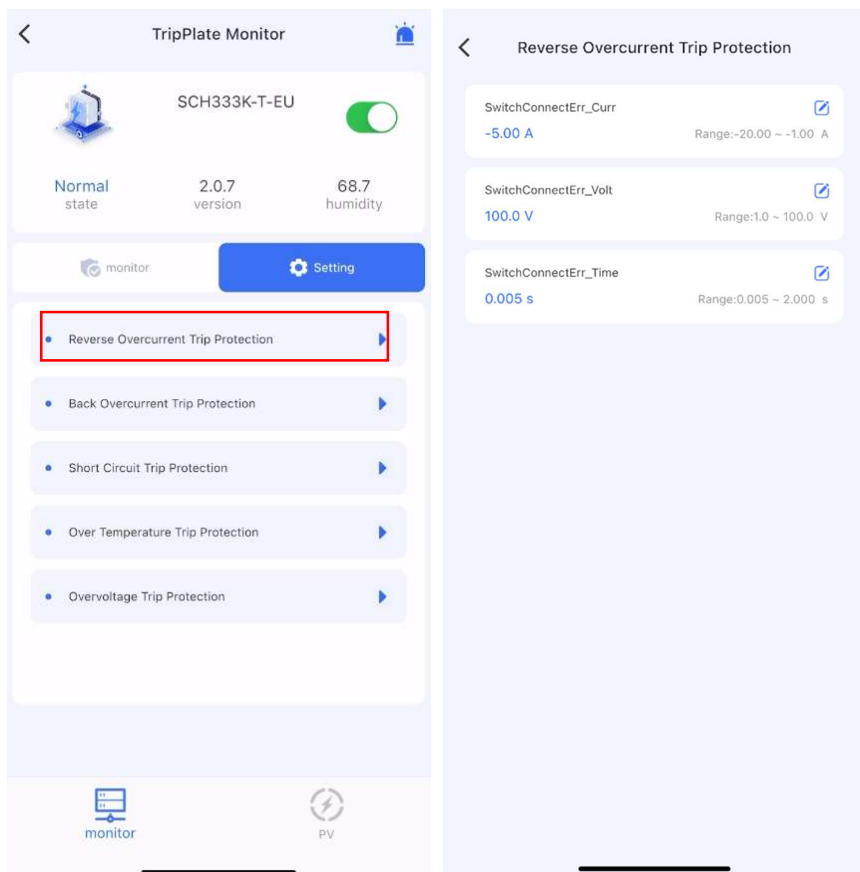 TripPlate Monitor
SCH333K-T-EU
Normal 2.0.7 68.7
state version humidity
monitor Setting
Reverse Overcurrent Trip Protection
Back Overcurrent Trip Protection
Short Circuit Trip Protection
Over Temperature Trip Protection
Overvoltage Trip Protection
monitor PV
Reverse Overcurrent Trip Protection
SwitchConnectErr_Curr
-5.00 A Range:-20.00 ~ -1.00 A
SwitchConnectErr_Volt
100.0 V Range:1.0 ~ 100.0 V
SwitchConnectErr_Time
0.005 s Range:0.005 ~ 2.000 s